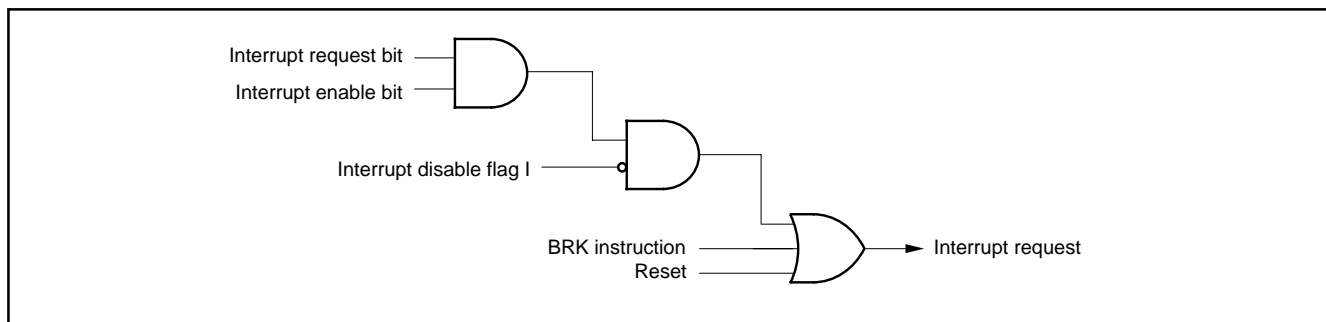 Interrupt request bit
Interrupt enable bit
Interrupt disable flag I
BRK instruction
Reset
Interrupt request